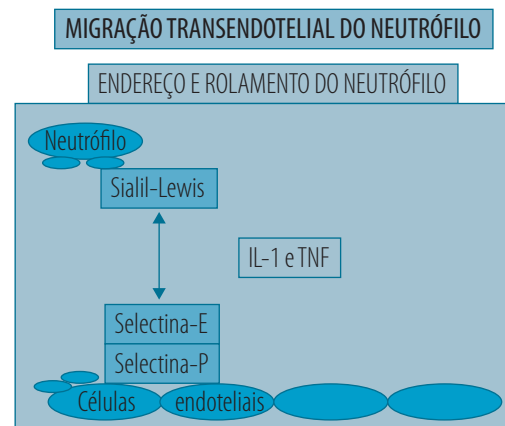 MIGRAÇÃO TRANSENDOTELIAL DO NEUTRÓFILO
ENDEREÇO E ROLAMENTO DO NEUTRÓFILO
Neutrófilo
Sialil-Lewis
IL-1 e TNF
Selectina-E
Selectina-P
Células endoteliais